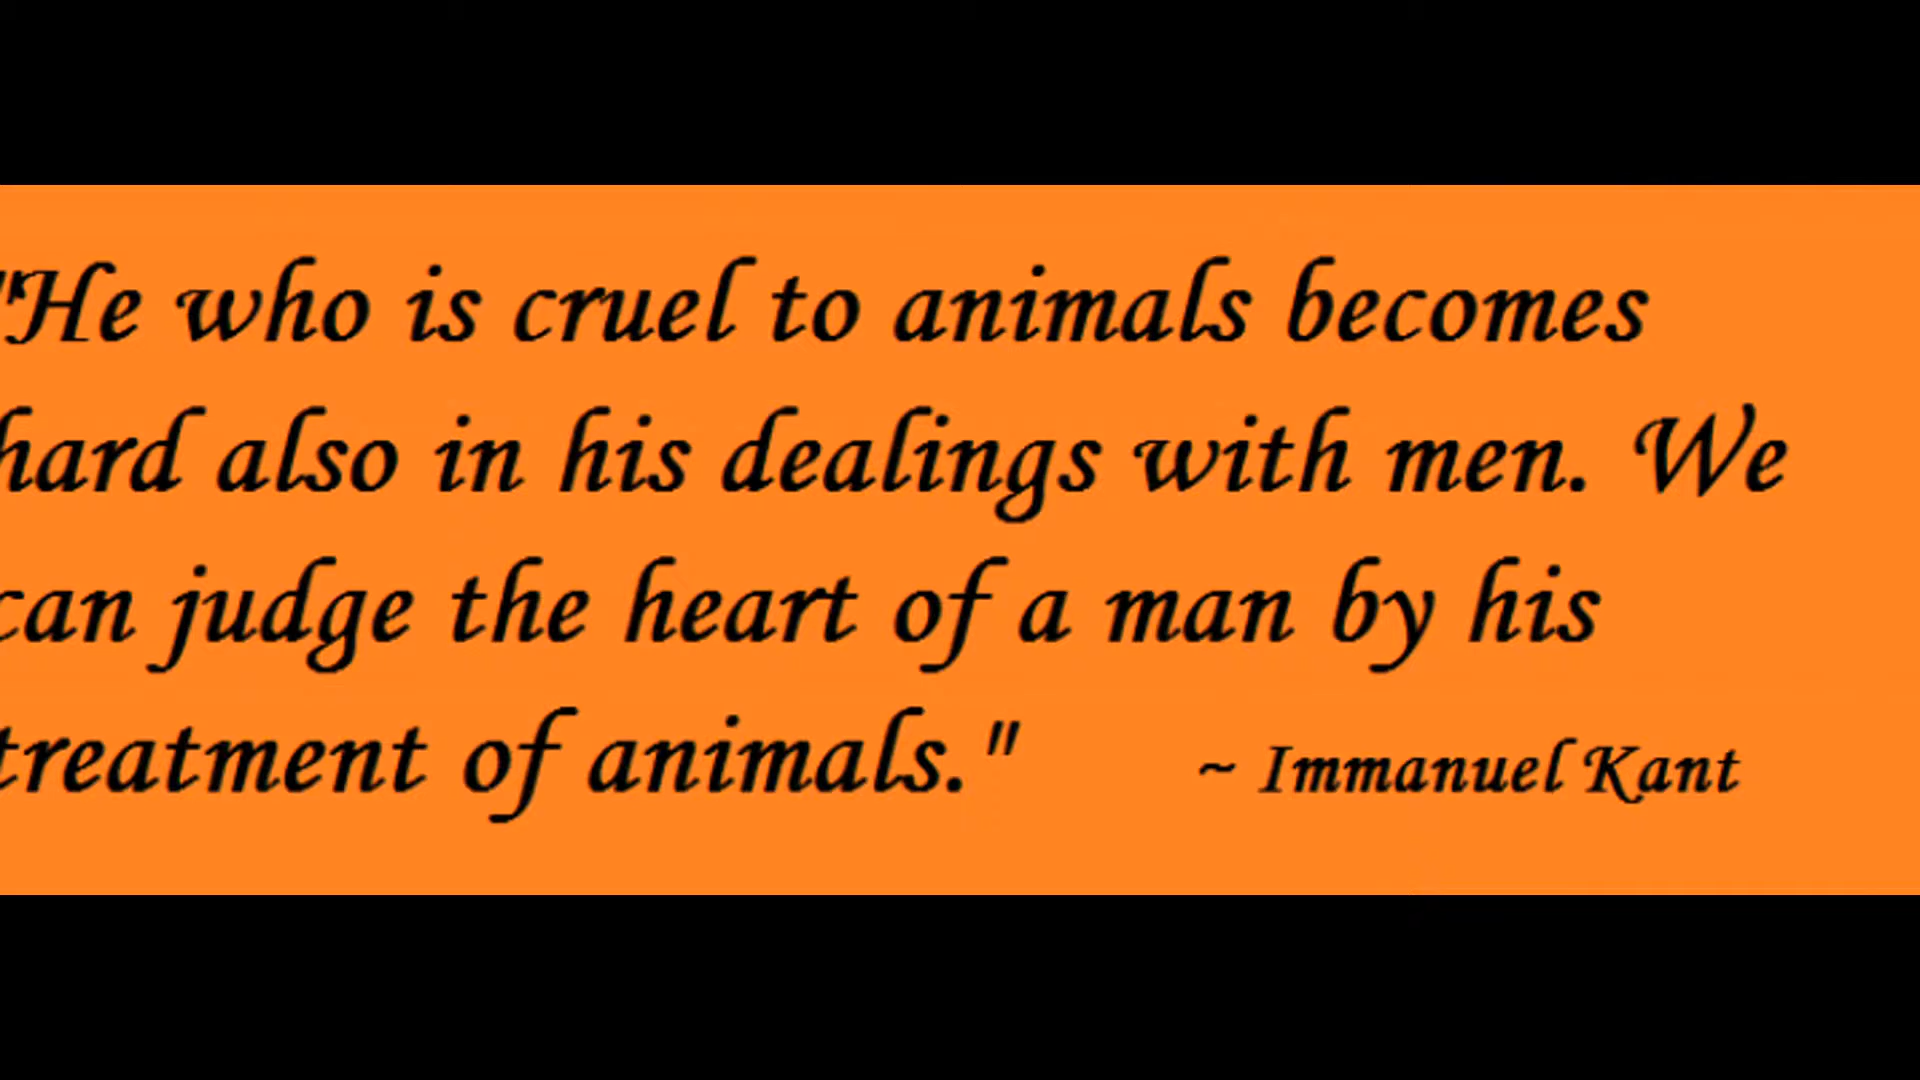 "He who is cruel to animals becomes
hard also in his dealings with men. We
can judge the heart of a man by his
treatment of animals." ~ Immanuel Kant